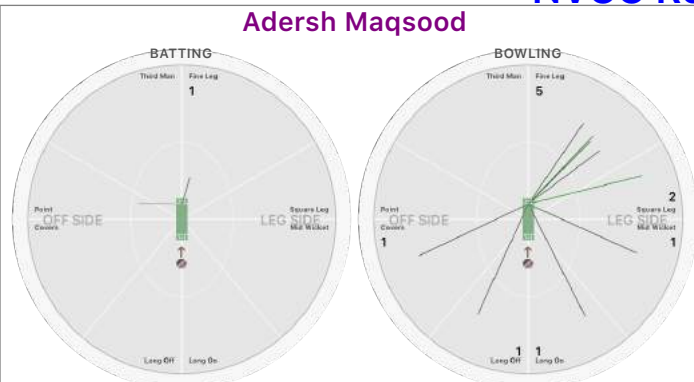 Adersh Maqsood
BATTING
BOWLING
Third Man Fine Leg
1
Third Man Fine Leg
5
Point
OFF SIDE
Covers
Square Leg
LEG SIDE
Mid Wicket
Point
OFF SIDE
Covers
1
2
Square Leg
LEG SIDE
Mid Wicket
1
Long Off Long On
1 1
Long Off Long On